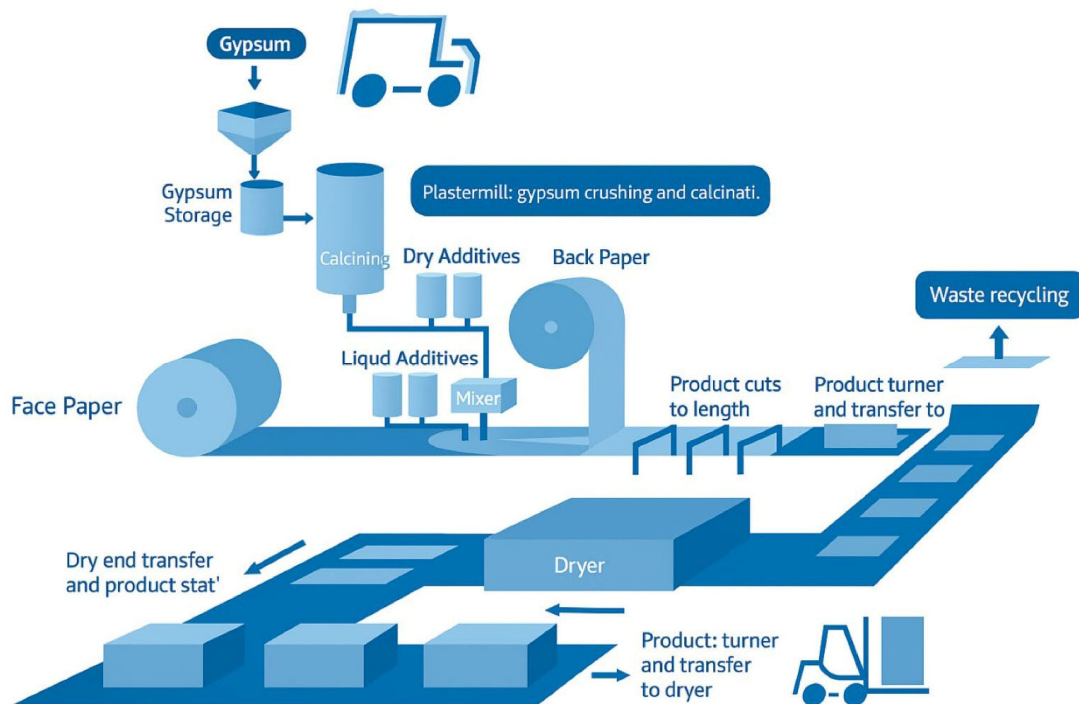 Gypsum
Gypsum
Storage
Plastermill: gypsum crushing and calcinati.
Calcining
Dry Additives
Back Paper
Waste recycling
Liqud Additives
Mixer
Face Paper
Product cuts
to length
Product turner
and transfer to
Dryer
Dry end transfer
and product stat'
Product: turner
and transfer
to dryer